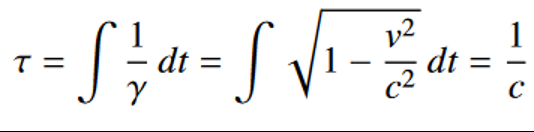 τ = ∫ 1/γ dt = ∫ √(1 − v²/c²) dt = 1/c